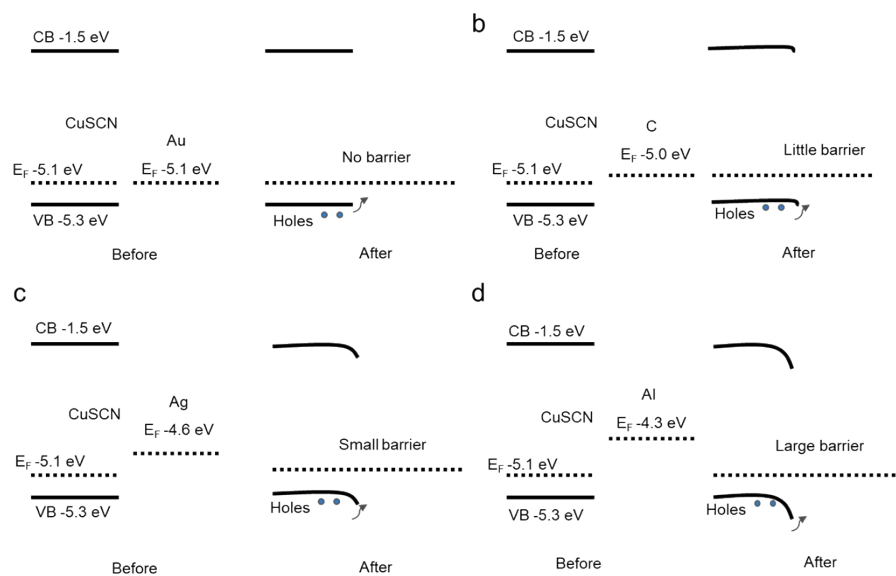 CB -1.5 eV
CuSCN
Au
E_F -5.1 eV
E_F -5.1 eV
VB -5.3 eV
No barrier
Holes
Before
After
b
CB -1.5 eV
CuSCN
C
E_F -5.1 eV
E_F -5.0 eV
VB -5.3 eV
Little barrier
Holes
Before
After
c
CB -1.5 eV
CuSCN
Ag
E_F -4.6 eV
E_F -5.1 eV
VB -5.3 eV
Small barrier
Holes
Before
After
d
CB -1.5 eV
CuSCN
Al
E_F -4.3 eV
E_F -5.1 eV
VB -5.3 eV
Large barrier
Holes
Before
After